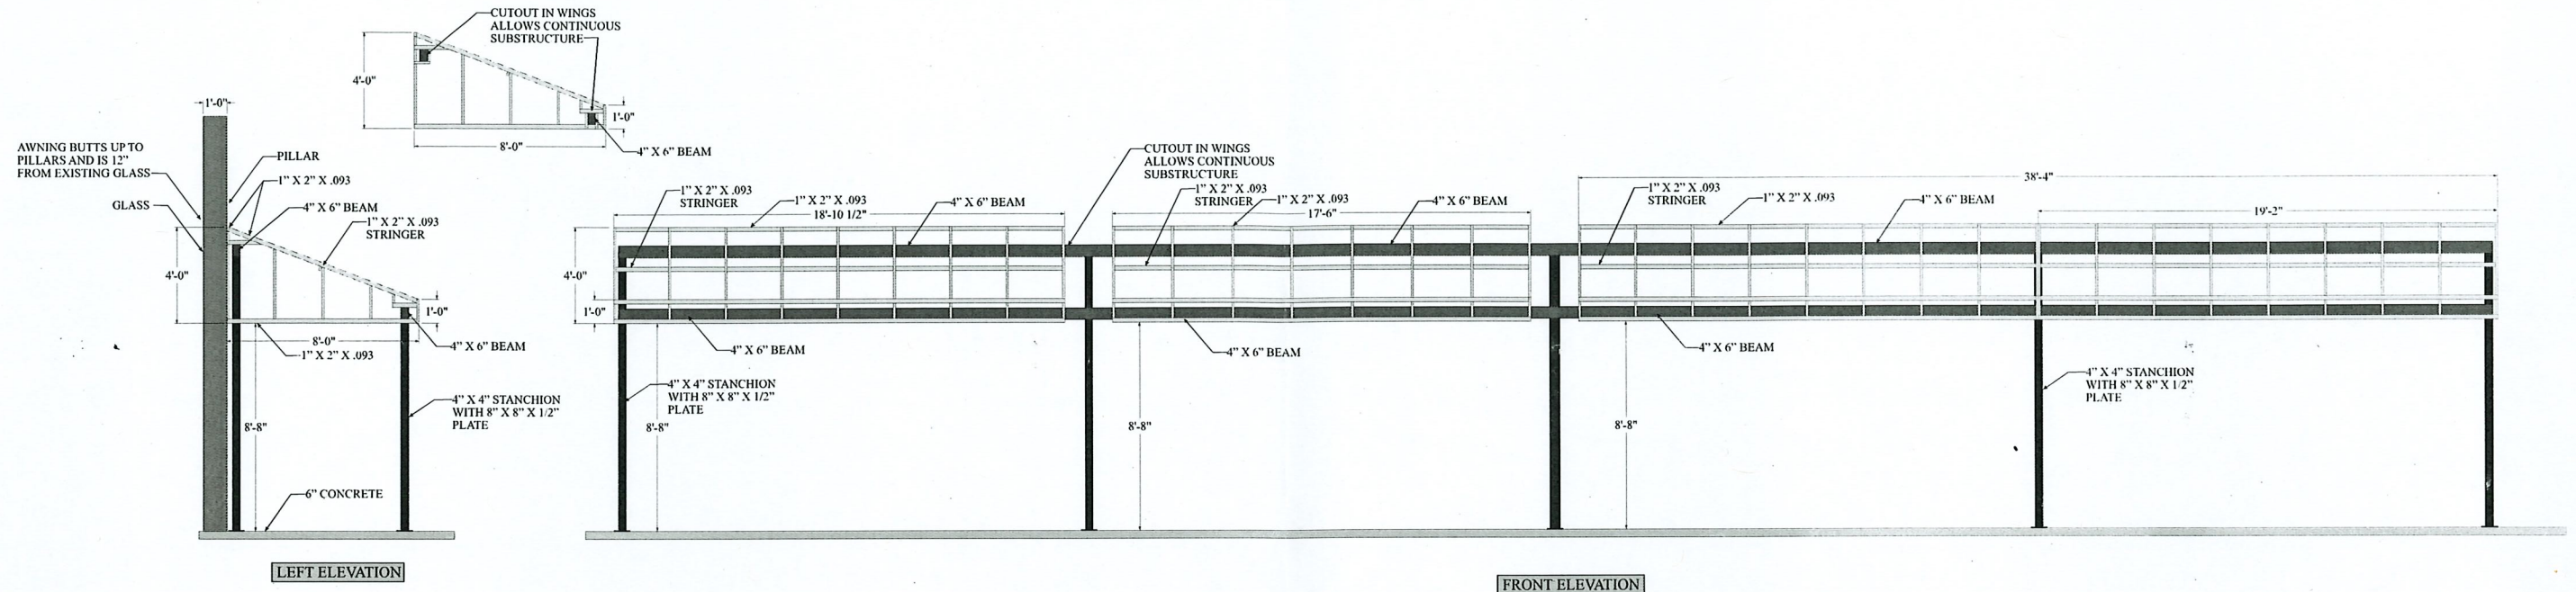 CUTOUT IN WINGS
ALLOWS CONTINUOUS
SUBSTRUCTURE
4'-0"
1'-0"
8'-0"
4” X 6” BEAM
1'-0"
AWNING BUTTS UP TO
PILLARS AND IS 12”
FROM EXISTING GLASS
PILLAR
1” X 2” X .093
GLASS
4” X 6” BEAM
1” X 2” X .093
STRINGER
4'-0"
1'-0"
8'-0"
1” X 2” X .093
4” X 6” BEAM
4” X 4” STANCHION
WITH 8” X 8” X 1/2”
PLATE
8'-8"
6” CONCRETE
LEFT ELEVATION
1” X 2” X .093
STRINGER
1” X 2” X .093
18'-10 1/2"
4” X 6” BEAM
4'-0"
1'-0"
4” X 6” BEAM
4” X 4” STANCHION
WITH 8” X 8” X 1/2”
PLATE
8'-8"
CUTOUT IN WINGS
ALLOWS CONTINUOUS
SUBSTRUCTURE
1” X 2” X .093
STRINGER
1” X 2” X .093
17'-6"
4” X 6” BEAM
4” X 6” BEAM
8'-8"
38'-4"
1” X 2” X .093
STRINGER
1” X 2” X .093
4” X 6” BEAM
19'-2"
4” X 6” BEAM
4” X 4” STANCHION
WITH 8” X 8” X 1/2”
PLATE
8'-8"
FRONT ELEVATION